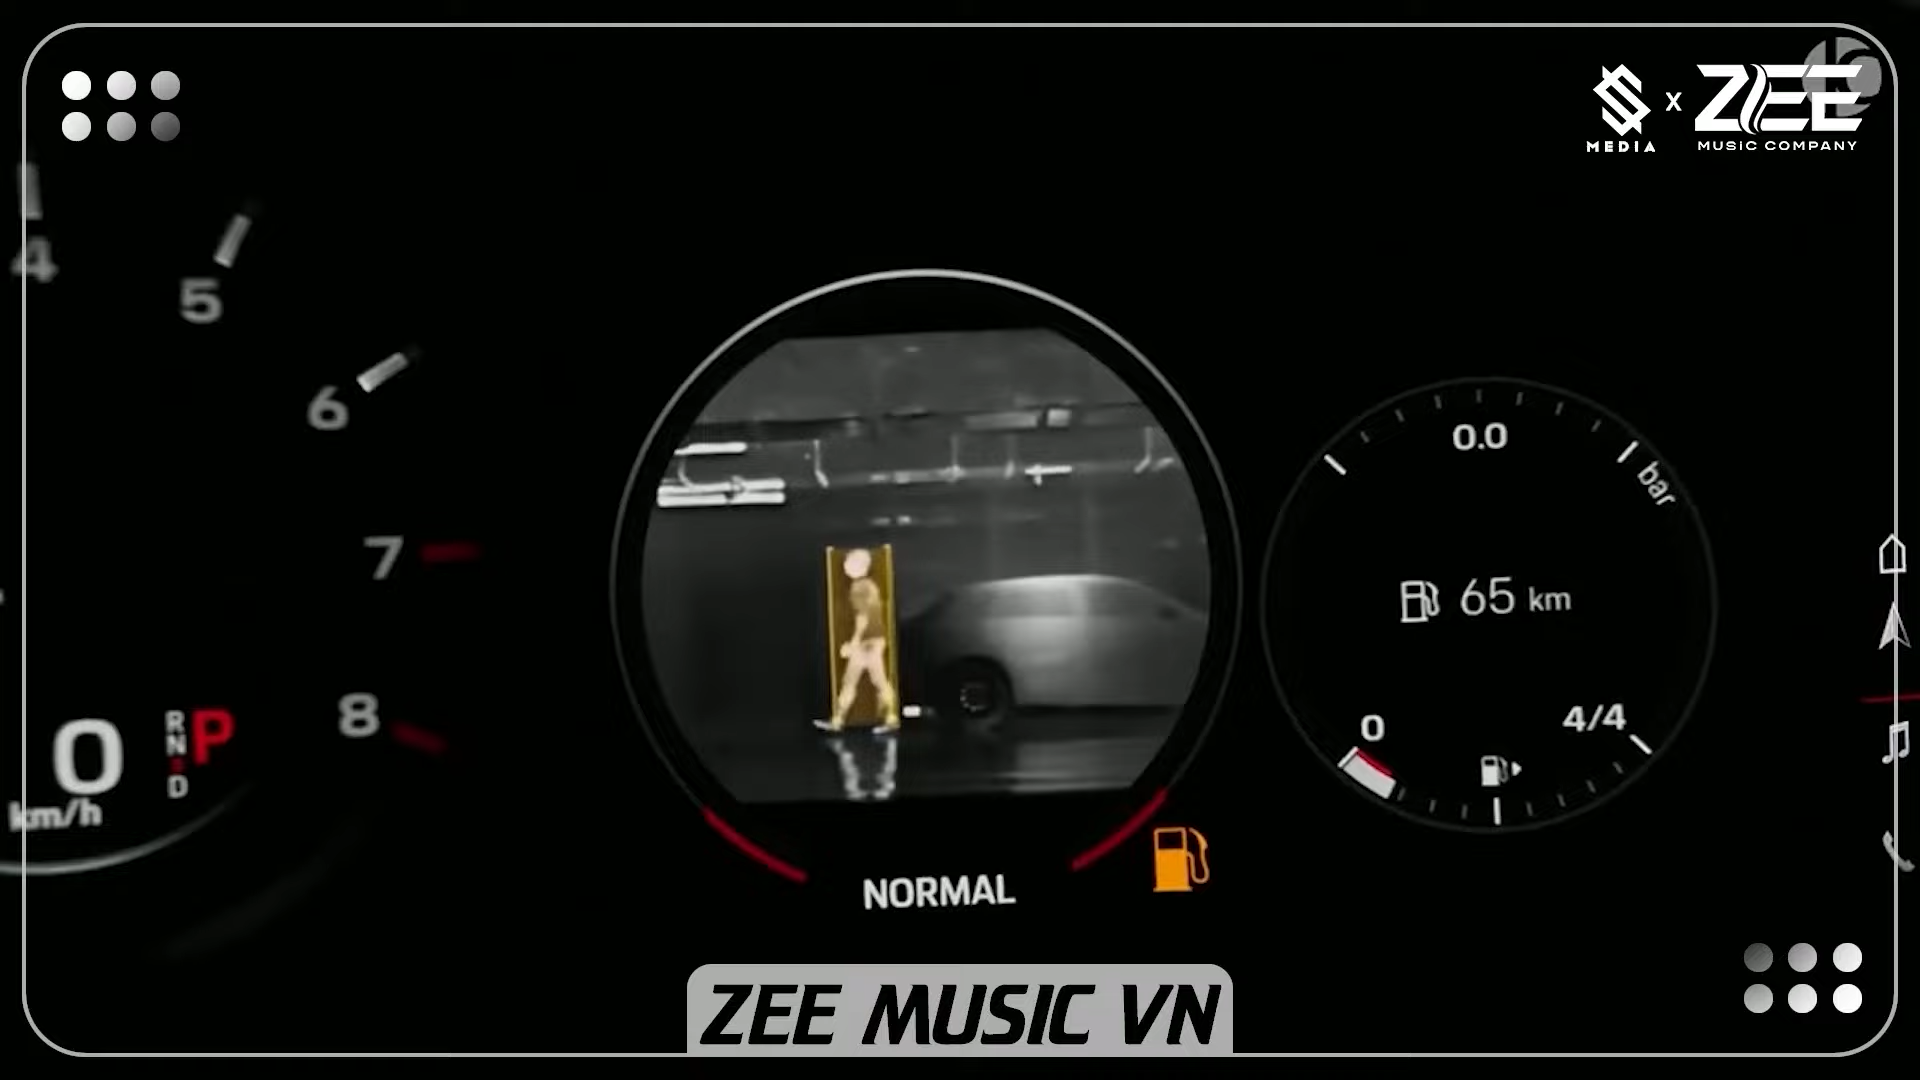 MEDIA
X
ZEE
MUSIC COMPANY
4
5
6
7
8
0
km/h
R
N
D
P
0.0
bar
65 km
0
4/4
NORMAL
ZEE MUSIC VN